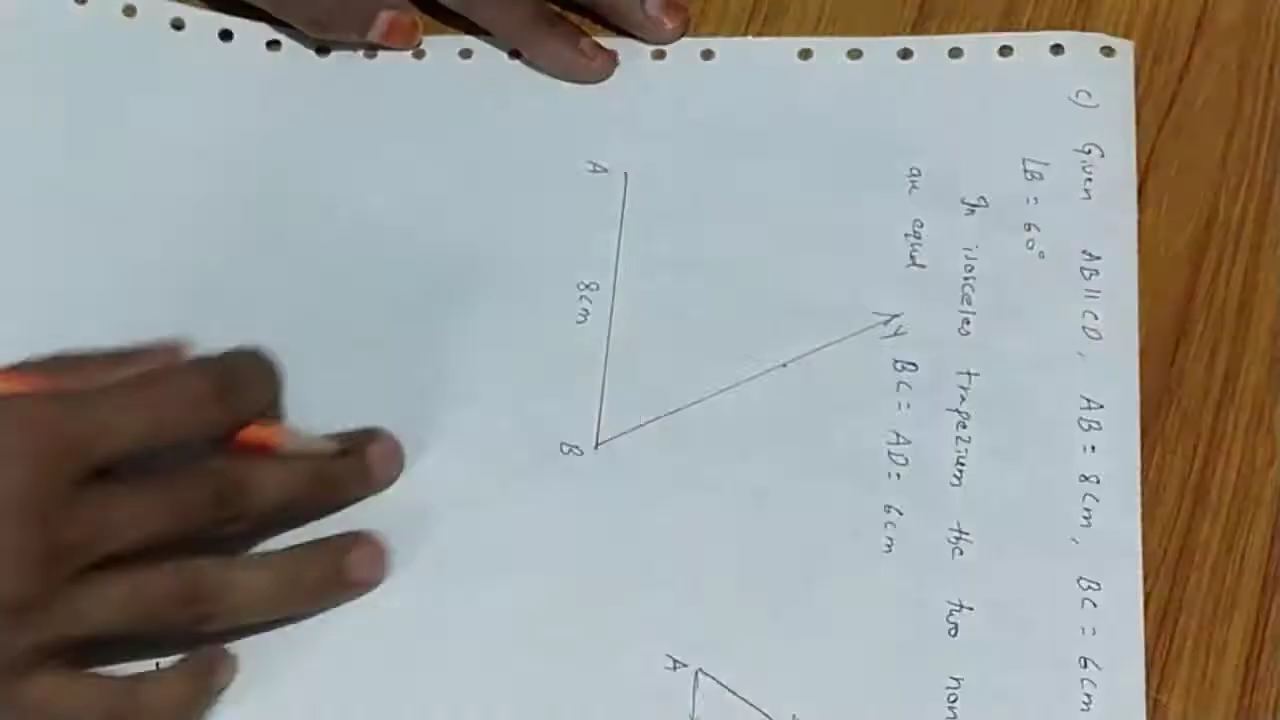 c) Given AB||CD, AB = 8cm, BC = 6cm
∠B = 60°
In isosceles trapezium the two non
are equal
BC = AD = 6cm
Y
A
8cm
B
A